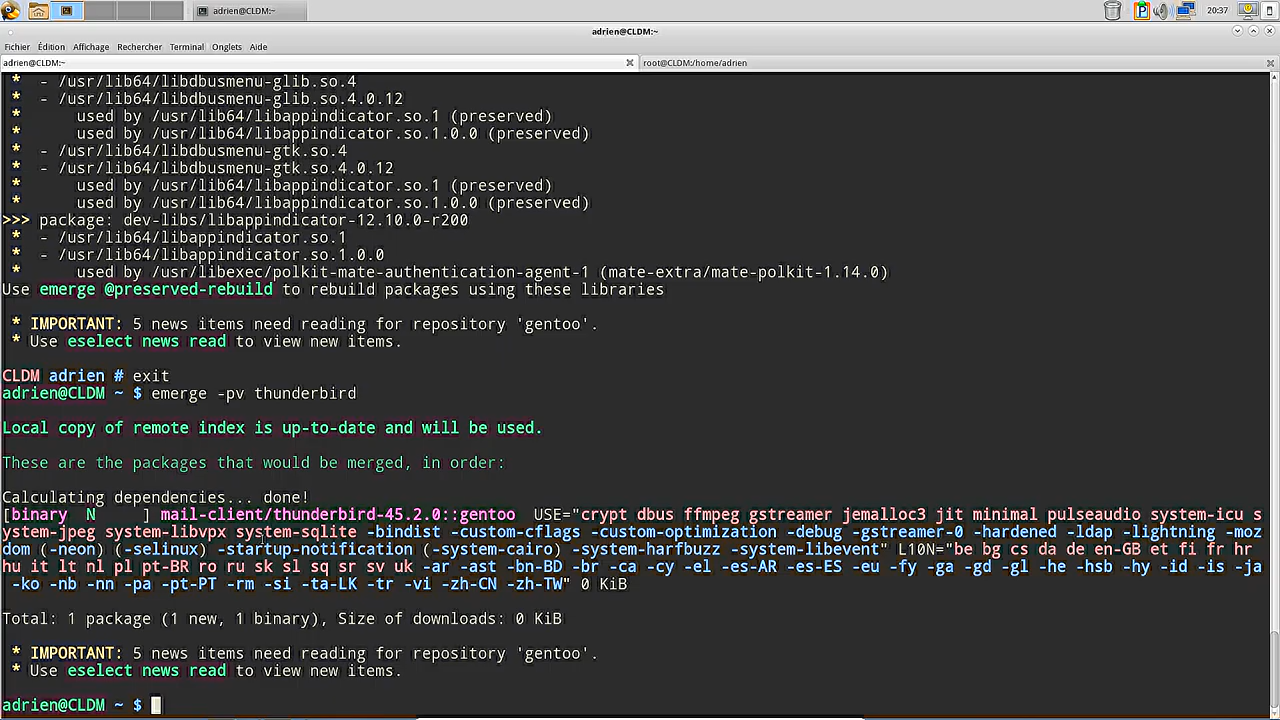 adrien@CLDM:~
20:37
adrien@CLDM:~
Fichier Édition Affichage Rechercher Terminal Onglets Aide
adrien@CLDM:~ root@CLDM:/home/adrien
* - /usr/lib64/libdbusmenu-glib.so.4
* - /usr/lib64/libdbusmenu-glib.so.4.0.12
* used by /usr/lib64/libappindicator.so.1 (preserved)
* used by /usr/lib64/libappindicator.so.1.0.0 (preserved)
* - /usr/lib64/libdbusmenu-gtk.so.4
* - /usr/lib64/libdbusmenu-gtk.so.4.0.12
* used by /usr/lib64/libappindicator.so.1 (preserved)
* used by /usr/lib64/libappindicator.so.1.0.0 (preserved)
>>> package: dev-libs/libappindicator-12.10.0-r200
* - /usr/lib64/libappindicator.so.1
* - /usr/lib64/libappindicator.so.1.0.0
* used by /usr/libexec/polkit-mate-authentication-agent-1 (mate-extra/mate-polkit-1.14.0)
Use emerge @preserved-rebuild to rebuild packages using these libraries
* IMPORTANT: 5 news items need reading for repository 'gentoo'.
* Use eselect news read to view new items.
CLDM adrien # exit
adrien@CLDM ~ $ emerge -pv thunderbird
Local copy of remote index is up-to-date and will be used.
These are the packages that would be merged, in order:
Calculating dependencies... done!
[binary N ] mail-client/thunderbird-45.2.0::gentoo USE="crypt dbus ffmpeg gstreamer jemalloc3 jit minimal pulseaudio system-icu s
ystem-jpeg system-libvpx system-sqlite -bindist -custom-cflags -custom-optimization -debug -gstreamer-0 -hardened -ldap -lightning -moz
dom (-neon) (-selinux) -startup-notification (-system-cairo) -system-harfbuzz -system-libevent" L10N="be bg cs da de en-GB et fi fr hr
hu it lt nl pl pt-BR ro ru sk sl sq sr sv uk -ar -ast -bn-BD -br -ca -cy -el -es-AR -es-ES -eu -fy -ga -gd -gl -he -hsb -hy -id -is -ja
-ko -nb -nn -pa -pt-PT -rm -si -ta-LK -tr -vi -zh-CN -zh-TW" 0 KiB
Total: 1 package (1 new, 1 binary), Size of downloads: 0 KiB
* IMPORTANT: 5 news items need reading for repository 'gentoo'.
* Use eselect news read to view new items.
adrien@CLDM ~ $